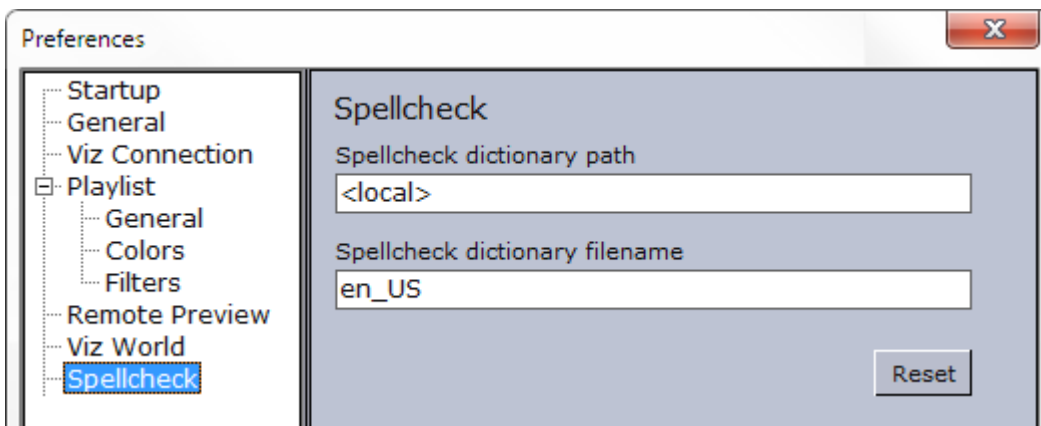 Preferences
Startup
General
Viz Connection
Playlist
General
Colors
Filters
Remote Preview
Viz World
Spellcheck
Spellcheck
Spellcheck dictionary path
<local>
Spellcheck dictionary filename
en_US
Reset